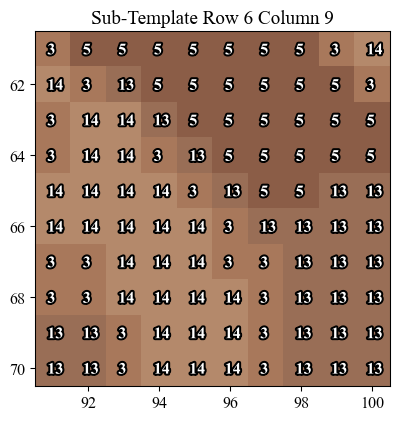 Sub-Template Row 6 Column 9
3 5 5 5 5 5 5 5 3 14
62 14 3 13 5 5 5 5 5 5 3
3 14 14 13 5 5 5 5 5 5
64 3 14 14 3 13 5 5 5 5 5
14 14 14 14 3 13 5 5 13 13
66 14 14 14 14 14 3 13 13 13 13
3 3 14 14 14 3 3 13 13 13
68 3 3 14 14 14 14 3 13 13 13
13 13 3 14 14 14 3 13 13 13
70 13 13 3 14 14 14 3 13 13 13
92 94 96 98 100